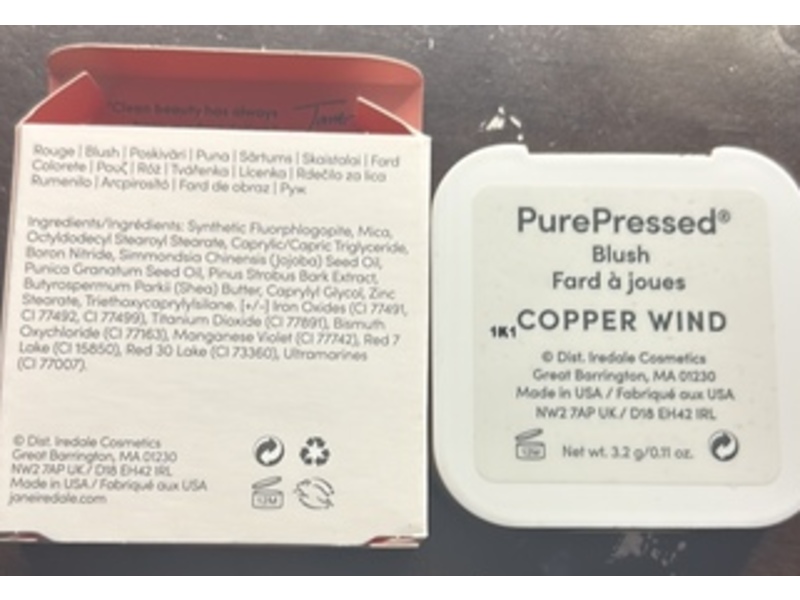 "Clean beauty has always
Rouge | Blush | Poskiväri | Puna | Sārtums | Skaistalai | Fard
Colorete | Pouζ | Róż | Tvářenka | Lícenka | Rdečilo za lica
Rumenilo | Arcpirosító | Fard de obraz | Руж
Ingredients/Ingrédients: Synthetic Fluorphlogopite, Mica,
Octyldodecyl Stearoyl Stearate, Caprylic/Capric Triglyceride,
Boron Nitride, Simmondsia Chinensis (Jojoba) Seed Oil,
Punica Granatum Seed Oil, Pinus Strobus Bark Extract,
Butyrospermum Parkii (Shea) Butter, Caprylyl Glycol, Zinc
Stearate, Triethoxycaprylylsilane. [+/-] Iron Oxides (CI 77491,
CI 77492, CI 77499), Titanium Dioxide (CI 77891), Bismuth
Oxychloride (CI 77163), Manganese Violet (CI 77742), Red 7
Lake (CI 15850), Red 30 Lake (CI 73360), Ultramarines
(CI 77007).
© Dist. Iredale Cosmetics
Great Barrington, MA 01230
NW2 7AP UK / D18 EH42 IRL
Made in USA / Fabriqué aux USA
janeiredale.com
12M
PurePressed®
Blush
Fard à joues
1K1 COPPER WIND
© Dist. Iredale Cosmetics
Great Barrington, MA 01230
Made in USA / Fabriqué aux USA
NW2 7AP UK / D18 EH42 IRL
12M Net wt. 3.2 g/0.11 oz.